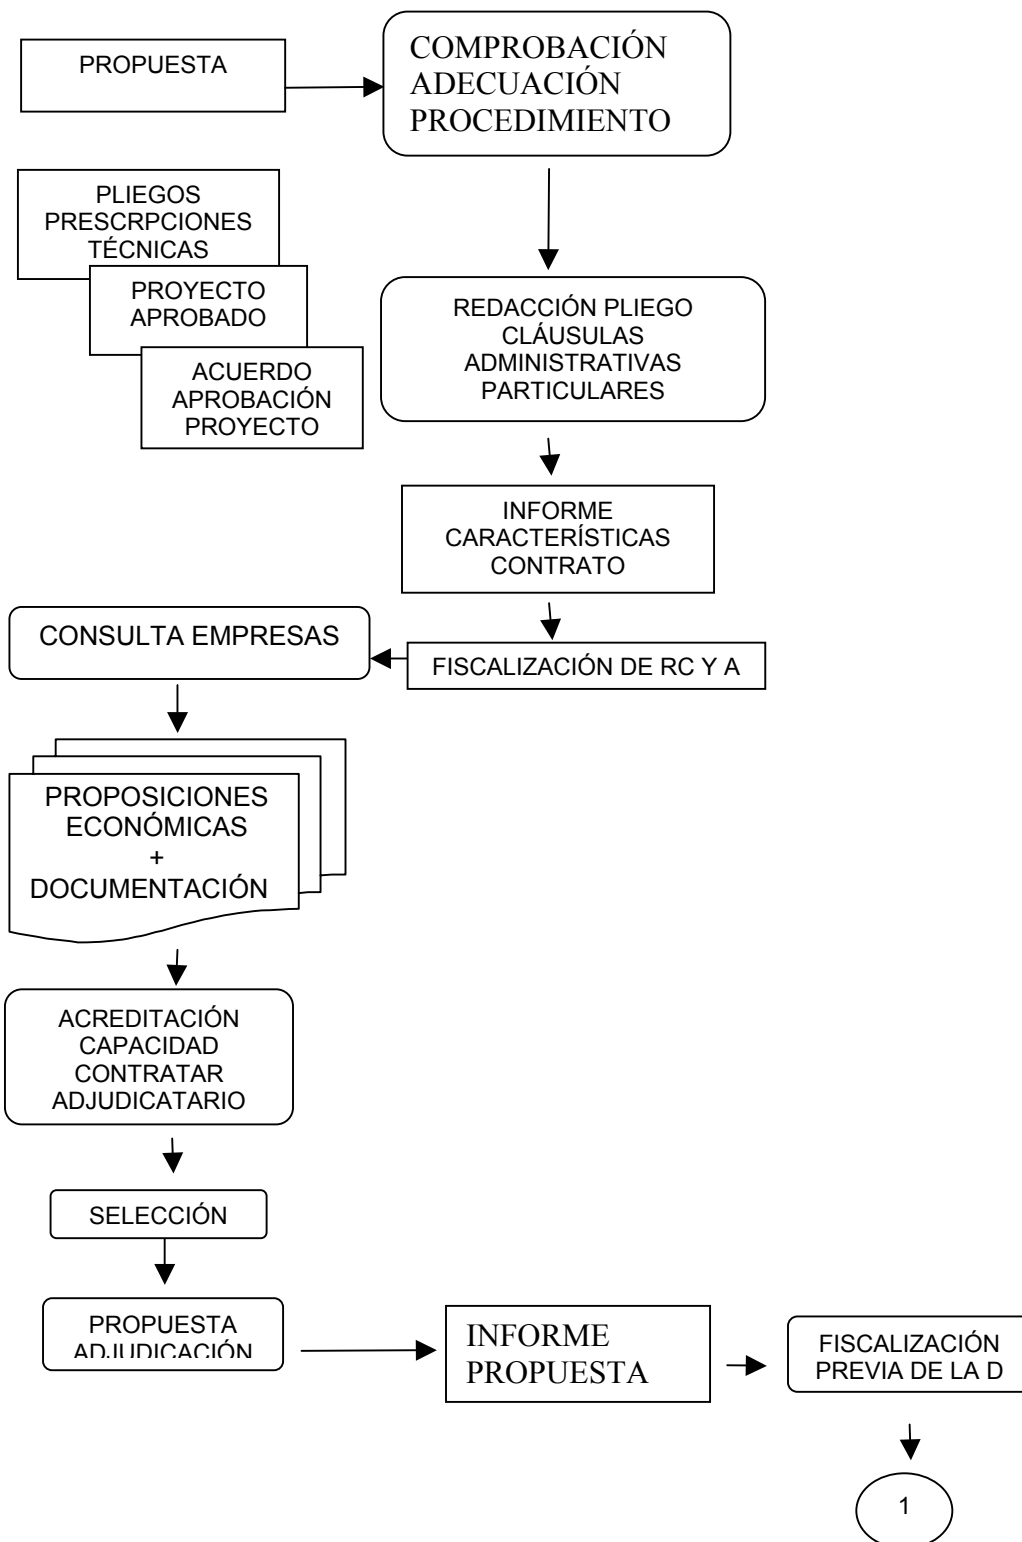 PROPUESTA
COMPROBACIÓN
ADECUACIÓN
PROCEDIMIENTO
PLIEGOS
PRESCRPCIONES
TÉCNICAS
PROYECTO
APROBADO
ACUERDO
APROBACIÓN
PROYECTO
REDACCIÓN PLIEGO
CLÁUSULAS
ADMINISTRATIVAS
PARTICULARES
INFORME
CARACTERÍSTICAS
CONTRATO
FISCALIZACIÓN DE RC Y A
CONSULTA EMPRESAS
PROPOSICIONES
ECONÓMICAS
+
DOCUMENTACIÓN
ACREDITACIÓN
CAPACIDAD
CONTRATAR
ADJUDICATARIO
SELECCIÓN
PROPUESTA
ADJUDICACIÓN
INFORME
PROPUESTA
FISCALIZACIÓN
PREVIA DE LA D
1